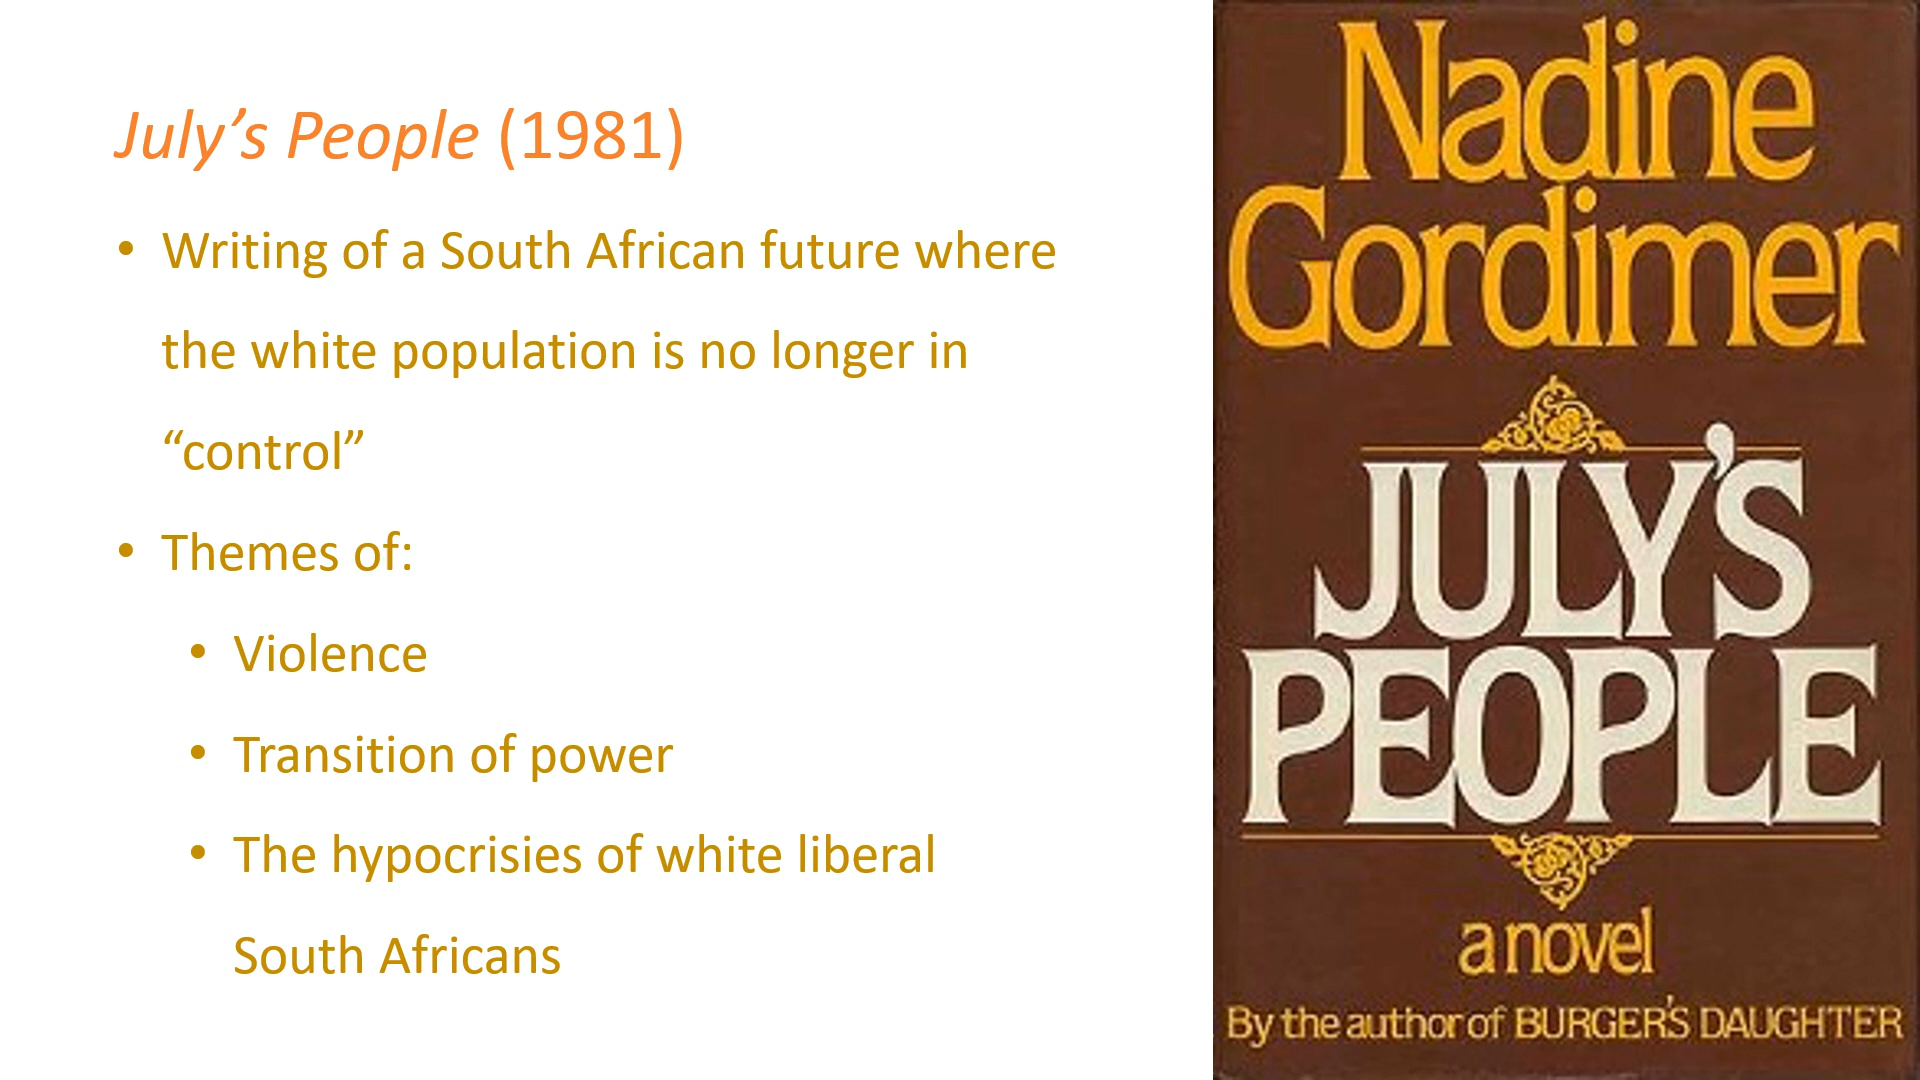 July’s People (1981)
• Writing of a South African future where
the white population is no longer in
“control”
• Themes of:
• Violence
• Transition of power
• The hypocrisies of white liberal
South Africans
Nadine
Gordimer
JULY’S
PEOPLE
a novel
By the author of BURGER’S DAUGHTER